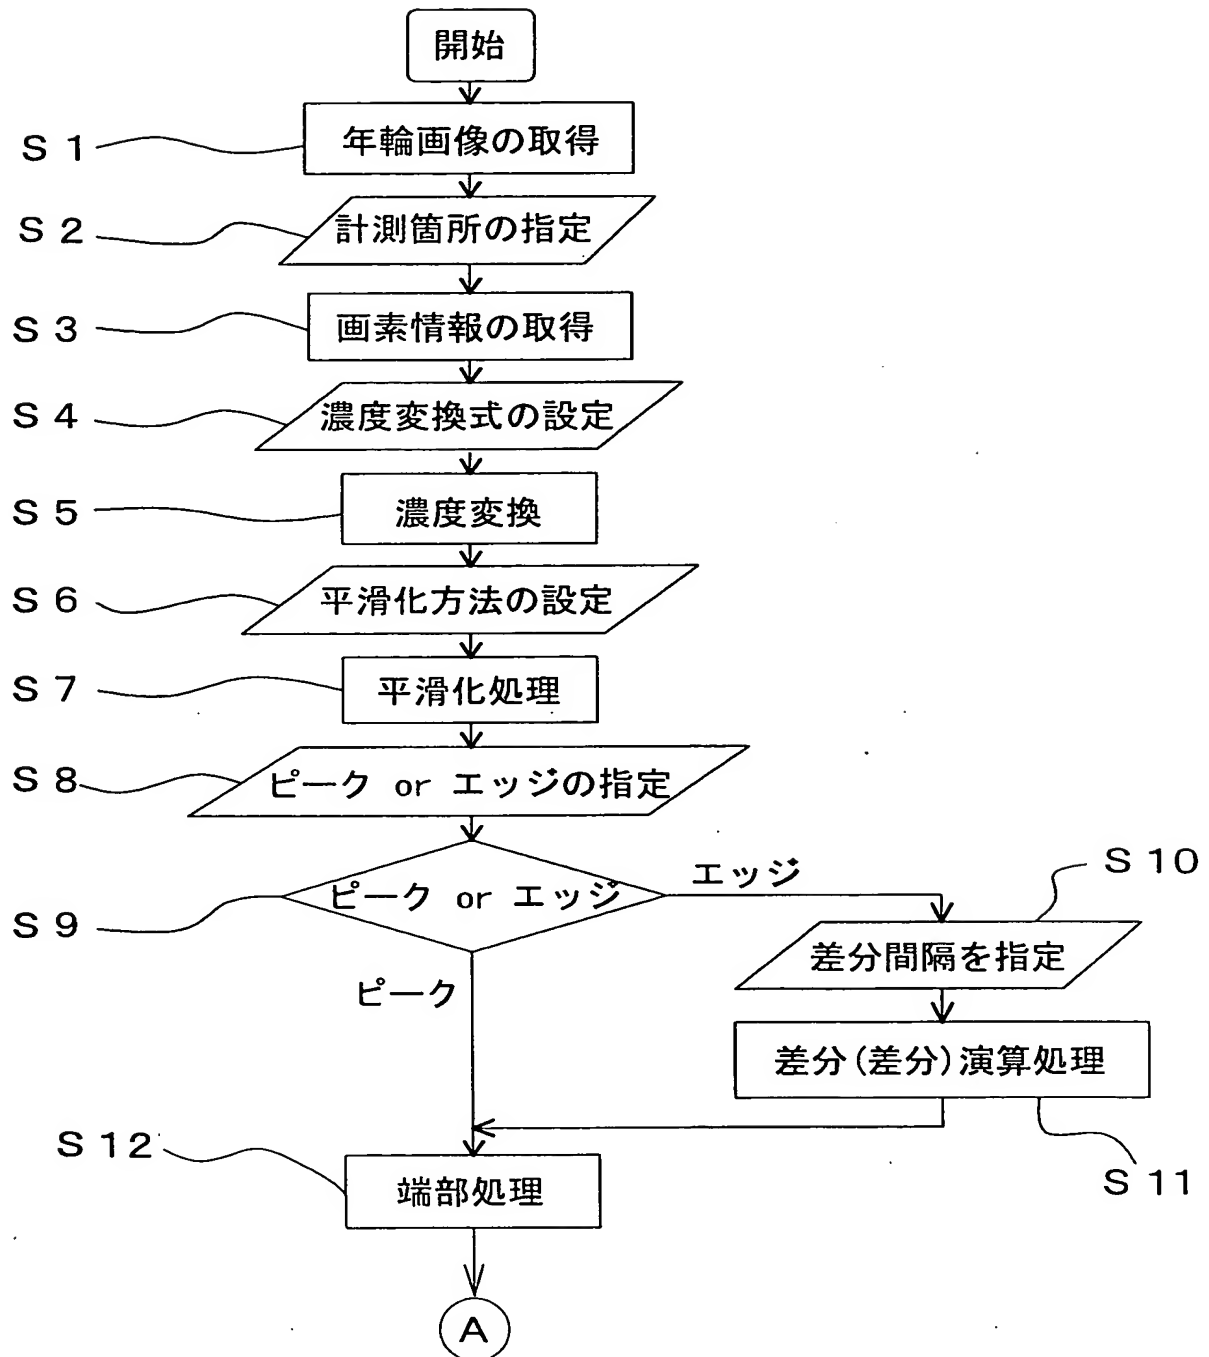 開始
S 1
年輪画像の取得
S 2
計測箇所の指定
S 3
画素情報の取得
S 4
濃度変換式の設定
S 5
濃度変換
S 6
平滑化方法の設定
S 7
平滑化処理
S 8
ピーク or エッジの指定
S 9
ピーク or エッジ
エッジ
S 10
差分間隔を指定
ピーク
差分(差分)演算処理
S 11
S 12
端部処理
A